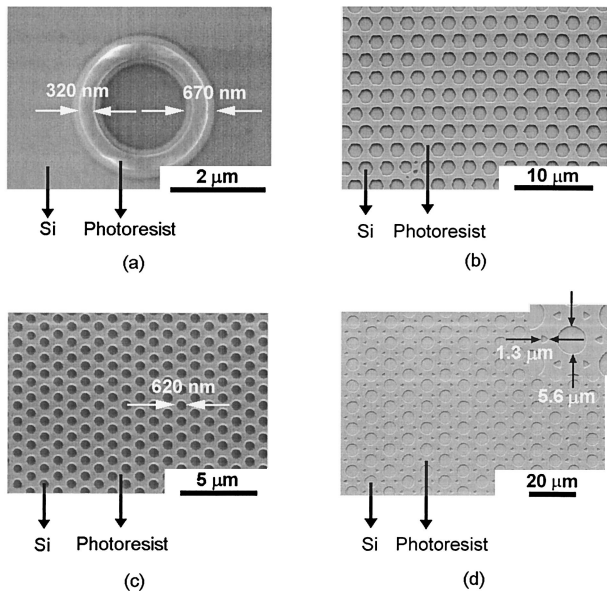 320 nm
670 nm
2 μm
Si
Photoresist
(a)
10 μm
Si
Photoresist
(b)
620 nm
5 μm
Si
Photoresist
(c)
1.3 μm
5.6 μm
20 μm
Si
Photoresist
(d)